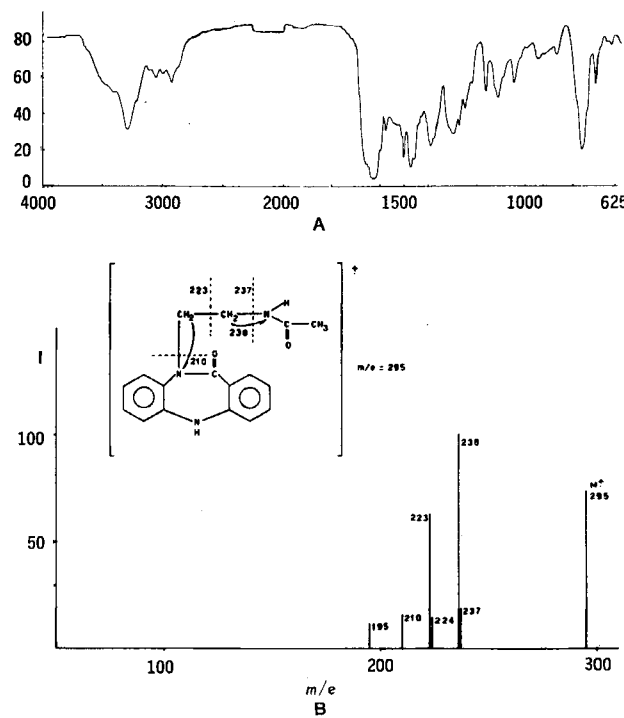 80
60
40
20
0
4000 3000 2000 1500 1000 625
A
+
223 237
H
CH2 CH2 N
238 C CH3
O
210 O
N C
m/e = 295
N
H
I
100
50
238
M+
295
223
237
224
210
195
100 200 300
m/e
B